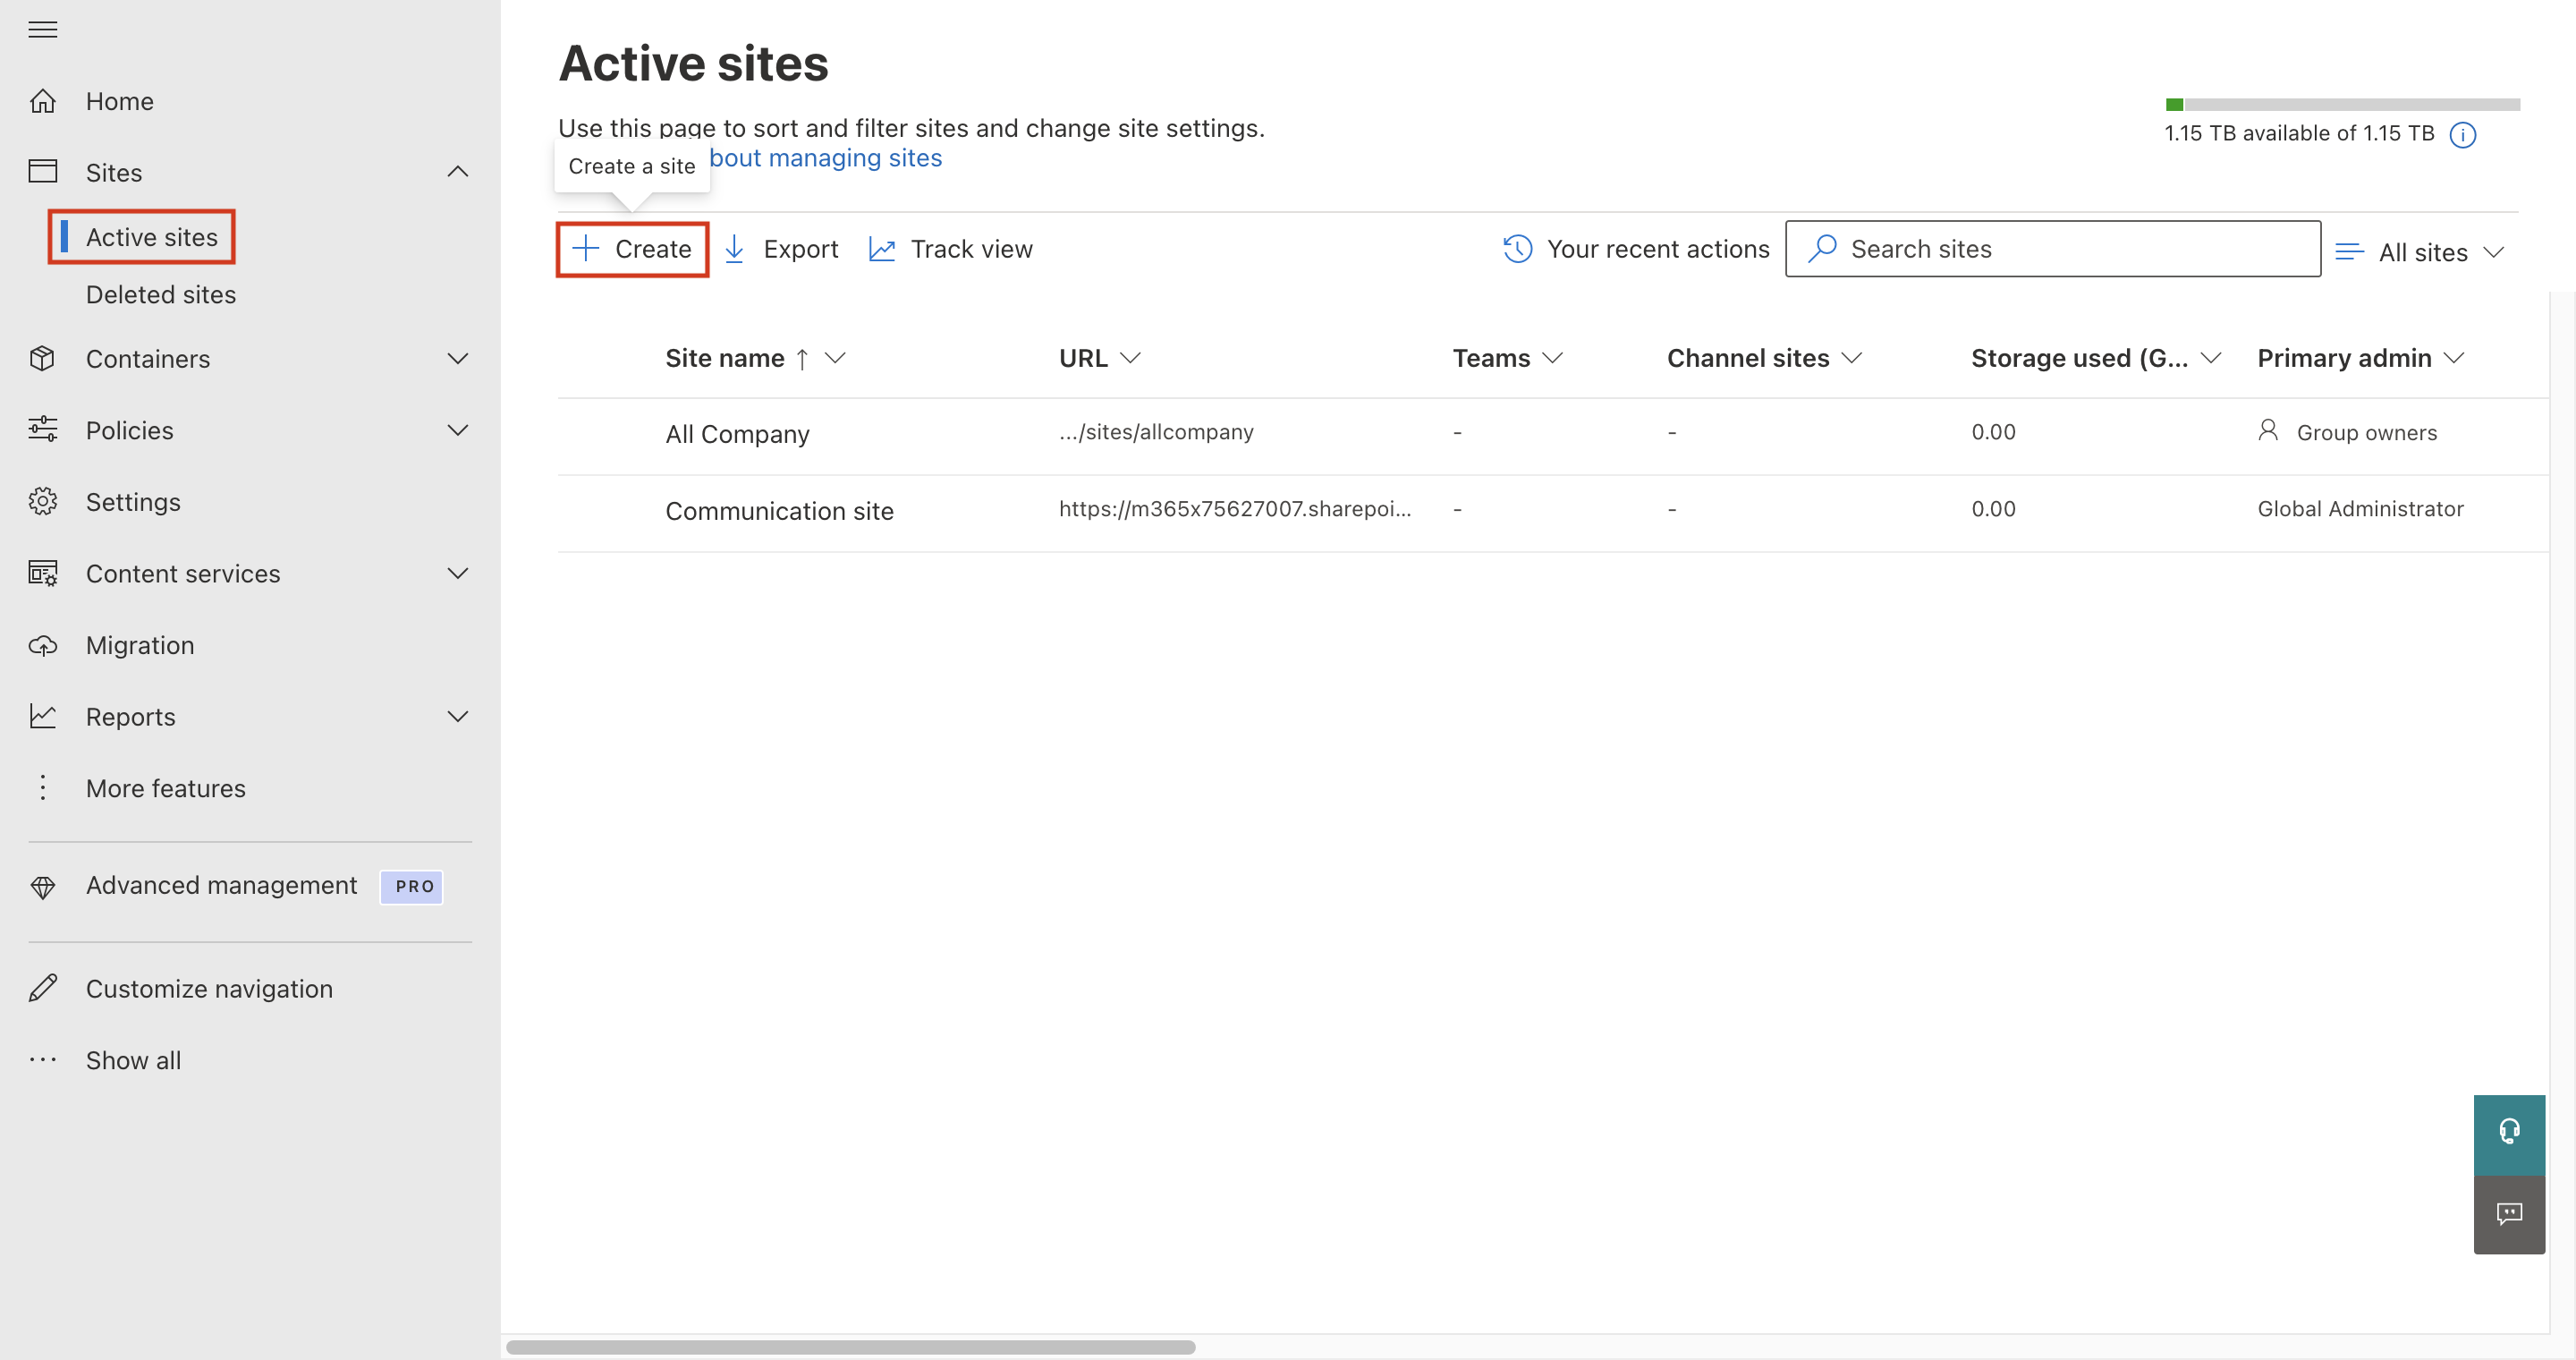 Home
Sites
Active sites
Deleted sites
Containers
Policies
Settings
Content services
Migration
Reports
More features
Advanced management PRO
Customize navigation
Show all
Active sites
Use this page to sort and filter sites and change site settings.
bout managing sites
Create a site
1.15 TB available of 1.15 TB
Create Export Track view Your recent actions Search sites All sites
Site name URL Teams Channel sites Storage used (G... Primary admin
All Company .../sites/allcompany - - 0.00 Group owners
Communication site https://m365x75627007.sharepoi... - - 0.00 Global Administrator